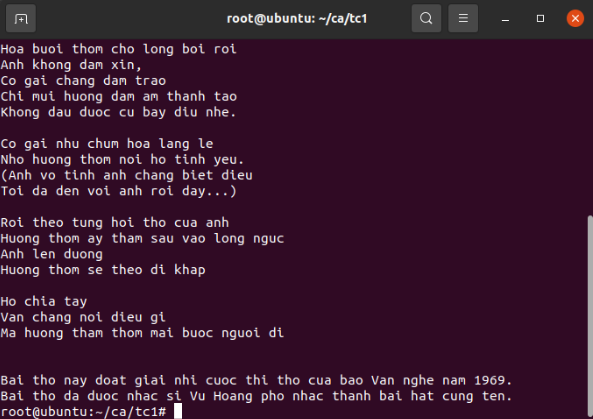 root@ubuntu: ~/ca/tc1
Hoa buoi thom cho long boi roi
Anh khong dam xin,
Co gai chang dam trao
Chi mui huong dam am thanh tao
Khong dau duoc cu bay diu nhe.
Co gai nhu chum hoa lang le
Nho huong thom noi ho tinh yeu.
(Anh vo tinh anh chang biet dieu
Toi da den voi anh roi day...)
Roi theo tung hoi tho cua anh
Huong thom ay tham sau vao long nguc
Anh len duong
Huong thom se theo di khap
Ho chia tay
Van chang noi dieu gi
Ma huong tham thom mai buoc nguoi di
Bai tho nay doat giai nhi cuoc thi tho cua bao Van nghe nam 1969.
Bai tho da duoc nhac si Vu Hoang pho nhac thanh bai hat cung ten.
root@ubuntu:~/ca/tc1#